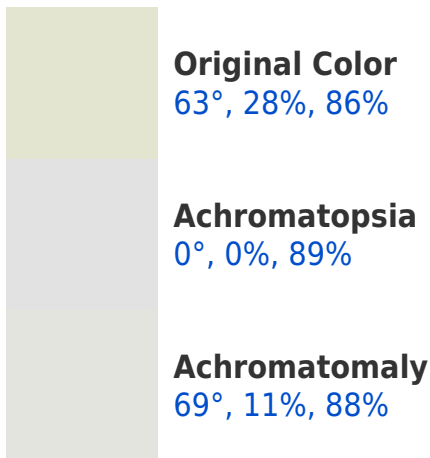 Original Color
63°, 28%, 86%
Achromatopsia
0°, 0%, 89%
Achromatomaly
69°, 11%, 88%